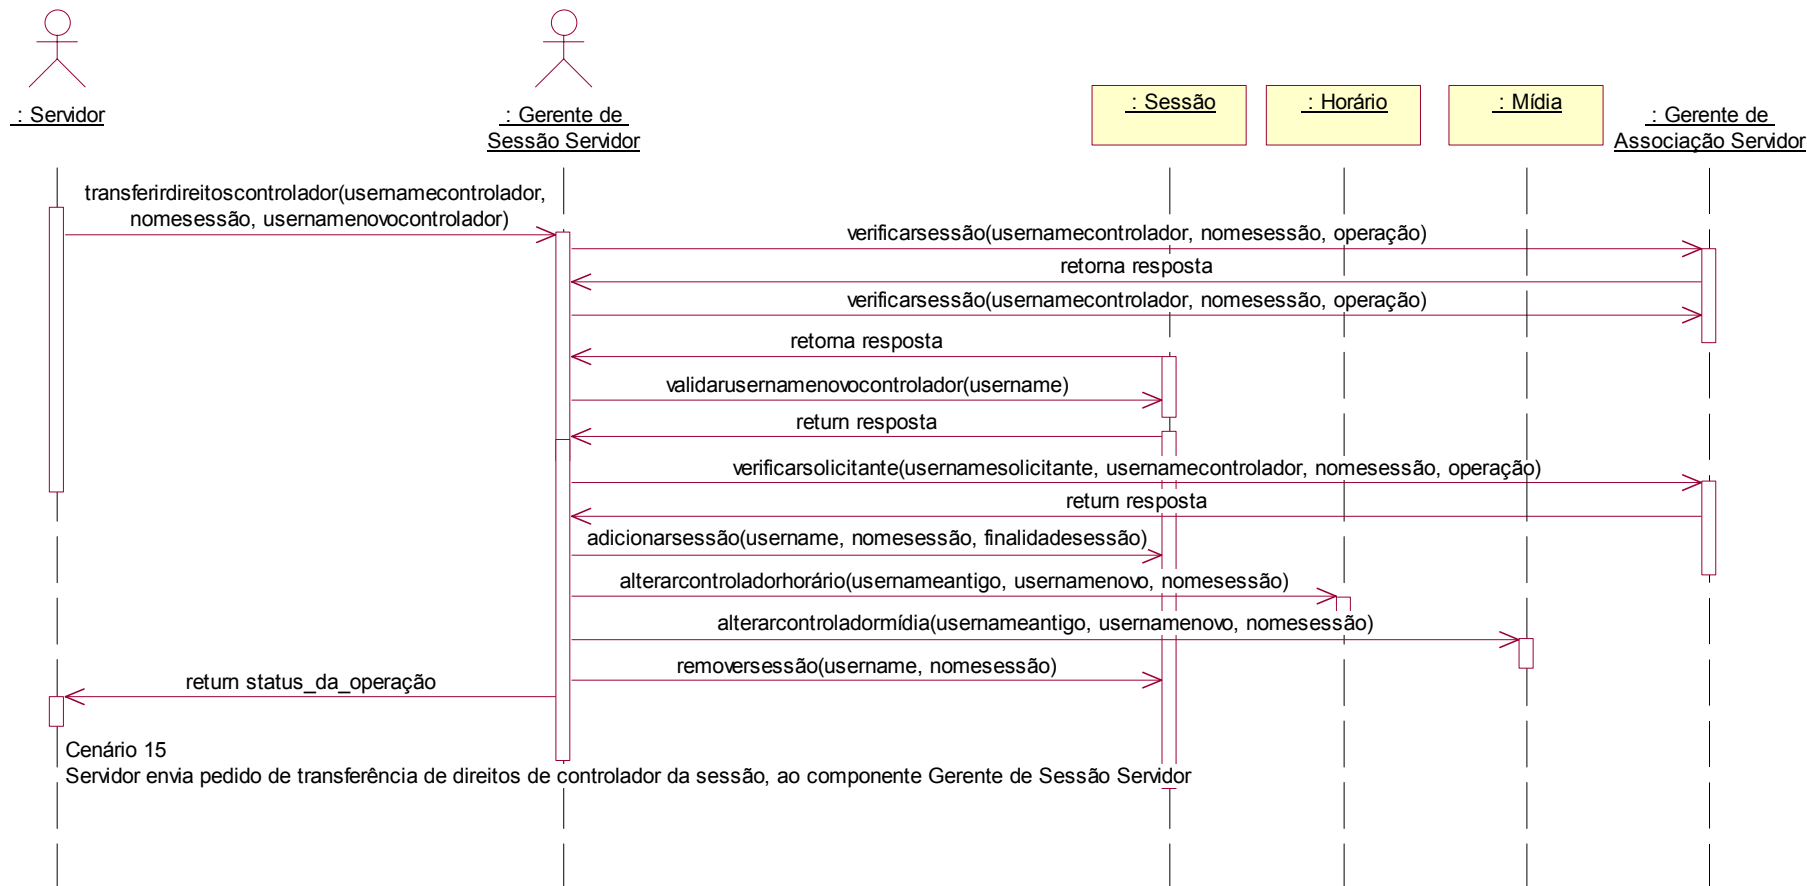 : Servidor
: Gerente de
Sessão Servidor
: Sessão
: Horário
: Mídia
: Gerente de
Associação Servidor
transferirdireitoscontrolador(usernamecontrolador,
nomesessão, usernamenovocontrolador)
verificarsessão(usernamecontrolador, nomesessão, operação)
retorna resposta
verificarsessão(usernamecontrolador, nomesessão, operação)
retorna resposta
validarusernamenovocontrolador(username)
return resposta
verificarsolicitante(usernamesolicitante, usernamecontrolador, nomesessão, operação)
return resposta
adicionarsessão(username, nomesessão, finalidadesessão)
alterarcontroladorhorário(usernameantigo, usernamenovo, nomesessão)
alterarcontroladormídia(usernameantigo, usernamenovo, nomesessão)
removersessão(username, nomesessão)
return status_da_operação
Cenário 15
Servidor envia pedido de transferência de direitos de controlador da sessão, ao componente Gerente de Sessão Servidor